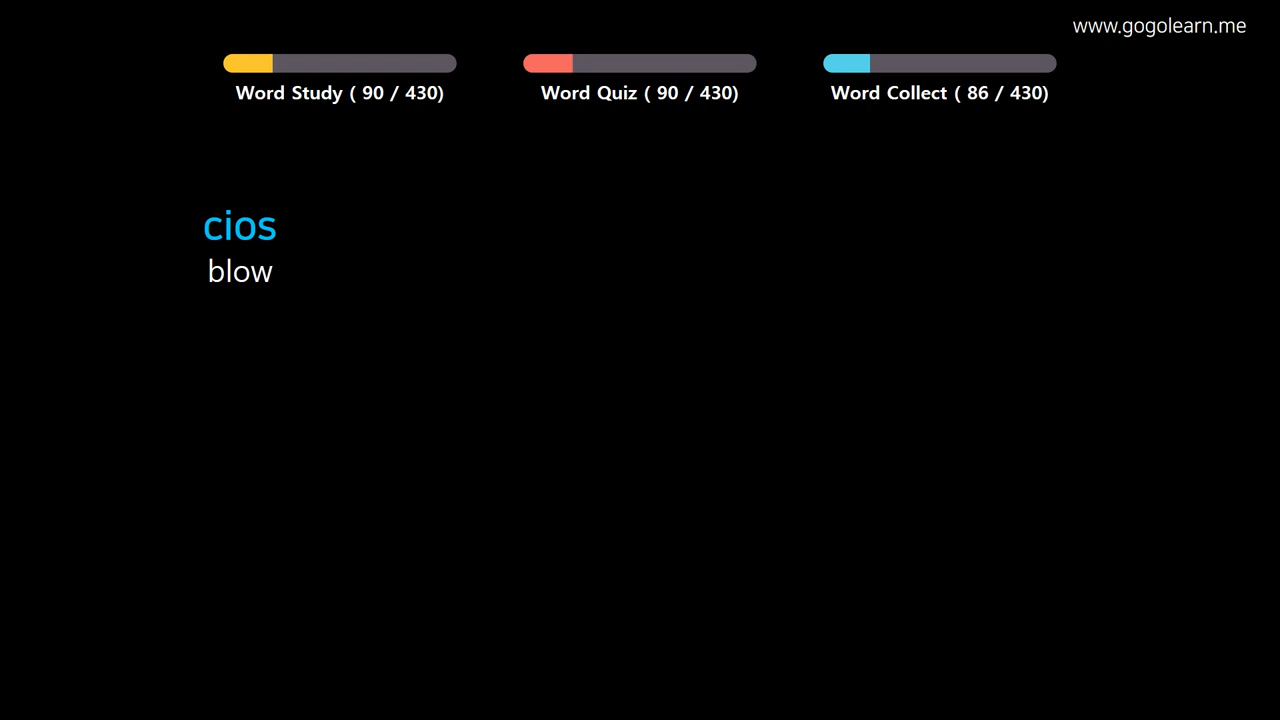 www.gogolearn.me
Word Study ( 90 / 430)
Word Quiz ( 90 / 430)
Word Collect ( 86 / 430)
cios
blow